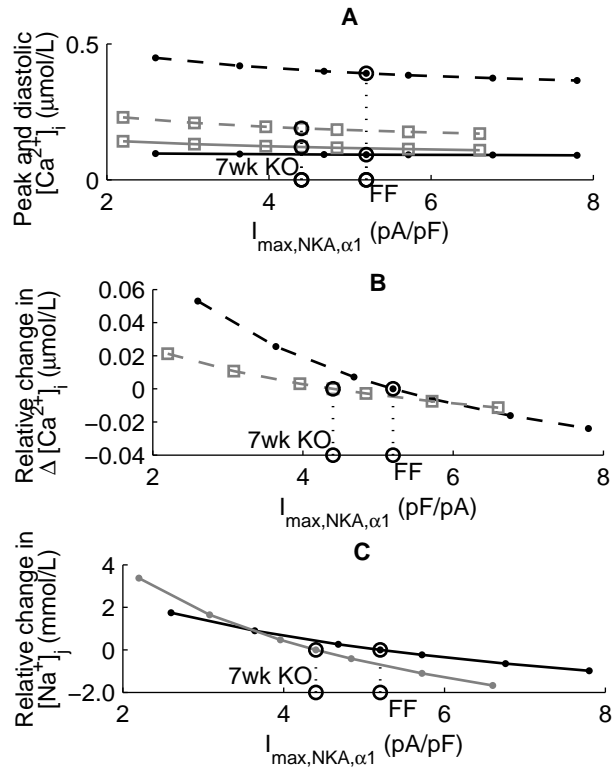 A
Peak and diastolic
[Ca2+]i (μmol/L)
0.5
0
7wk KO
FF
2
4
6
8
Imax,NKA,α1 (pA/pF)
B
Relative change in
Δ [Ca2+]i (μmol/L)
0.06
0.04
0.02
0
−0.02
−0.04
7wk KO
FF
2
4
6
8
Imax,NKA,α1 (pF/pA)
C
Relative change in
[Na+]j (mmol/L)
4
2
0
−2.0
7wk KO
FF
2
4
6
8
Imax,NKA,α1 (pA/pF)